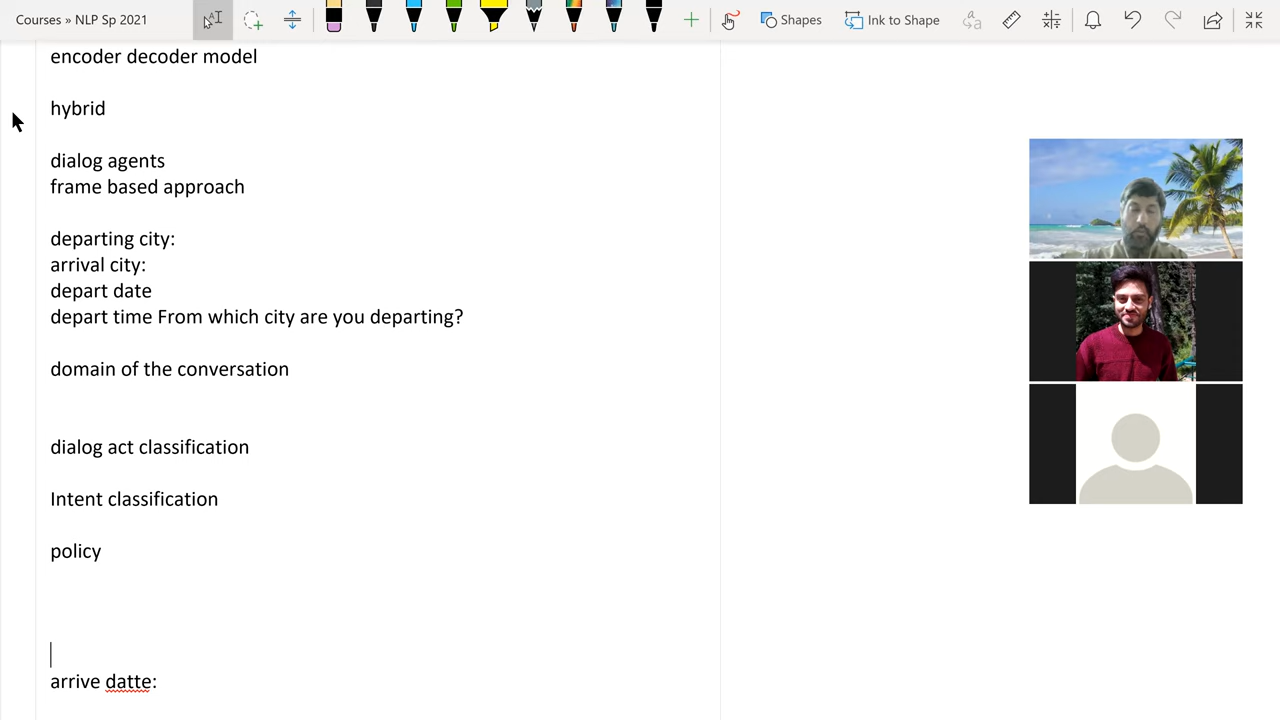 Courses » NLP Sp 2021
Shapes
Ink to Shape
encoder decoder model
hybrid
dialog agents
frame based approach
departing city:
arrival city:
depart date
depart time From which city are you departing?
domain of the conversation
dialog act classification
Intent classification
policy
arrive datte: